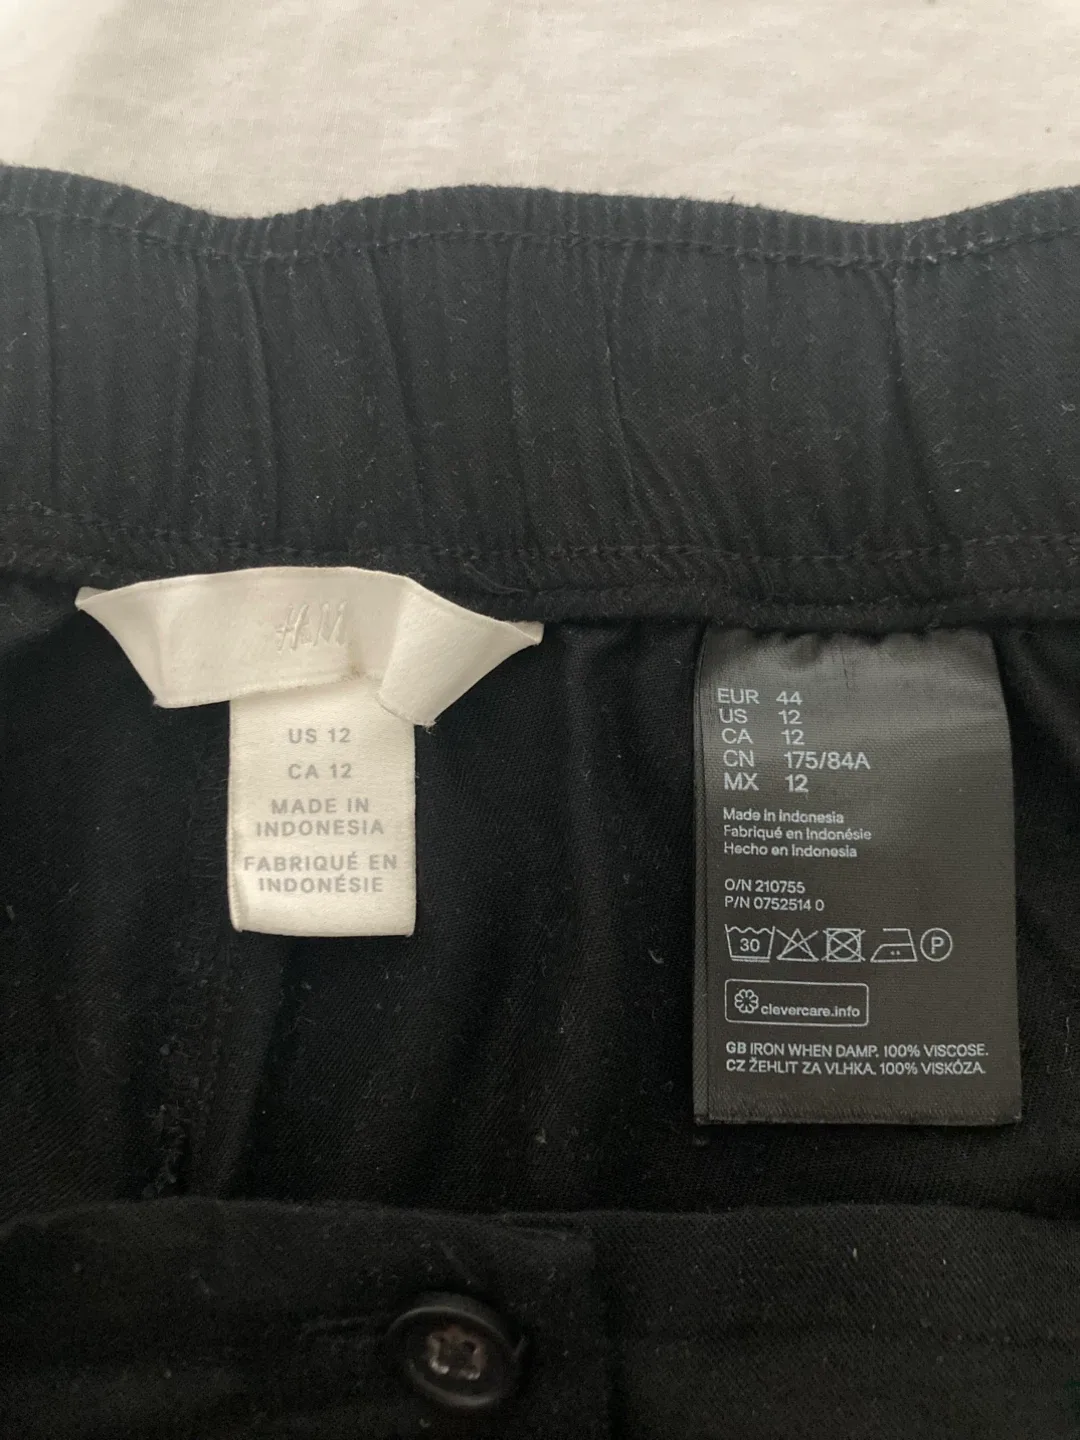 H&M
US 12
CA 12
MADE IN
INDONESIA
FABRIQUÉ EN
INDONÉSIE
EUR 44
US 12
CA 12
CN 175/84A
MX 12
Made in Indonesia
Fabriqué en Indonésie
Hecho en Indonesia
O/N 210755
P/N 0752514 0
30 P
clevercare.info
GB IRON WHEN DAMP. 100% VISCOSE.
CZ ŽEHLIT ZA VLHKA. 100% VISKÓZA.